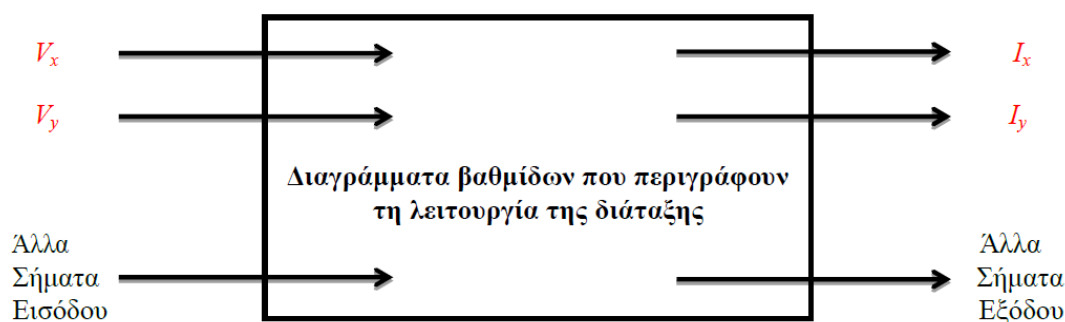 Vx Ix
Vy Iy
Διαγράμματα βαθμίδων που περιγράφουν
τη λειτουργία της διάταξης
Άλλα
Σήματα
Εισόδου
Άλλα
Σήματα
Εξόδου